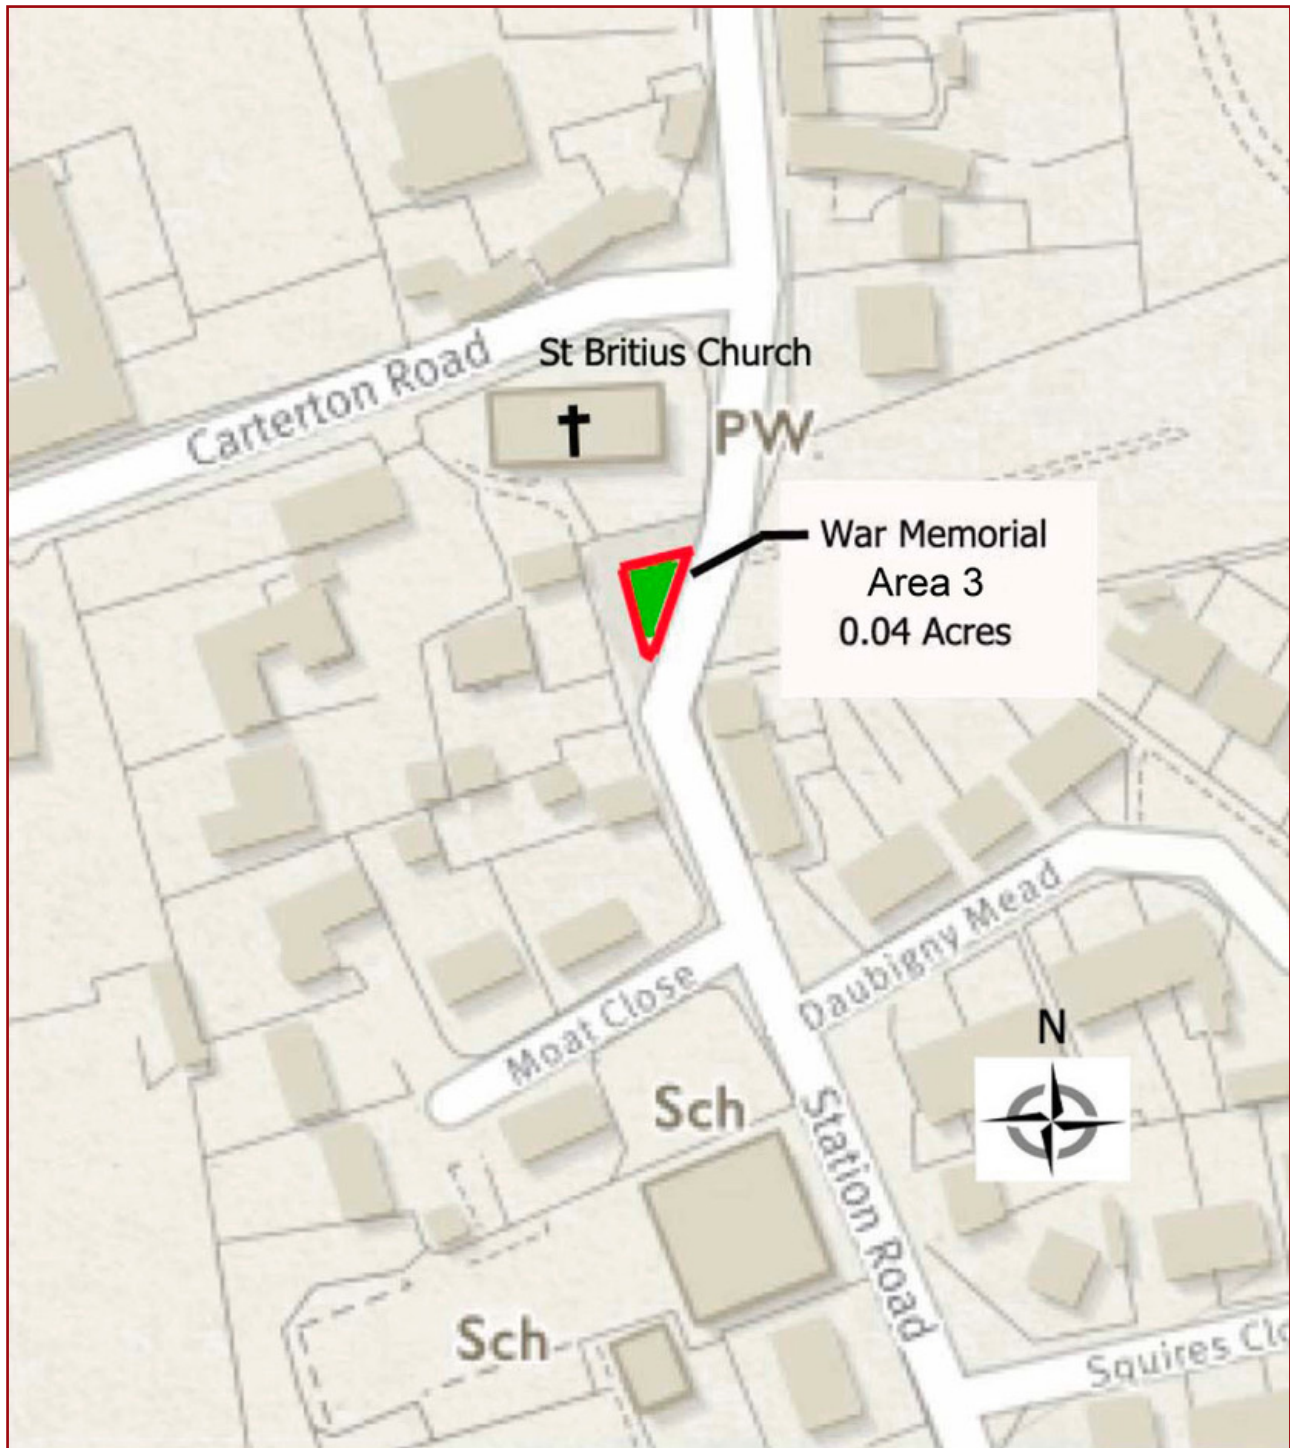 Carterton Road
St Britius Church
PW
War Memorial
Area 3
0.04 Acres
Daubigny Mead
Moat Close
N
Sch
Station Road
Sch
Squires Clo